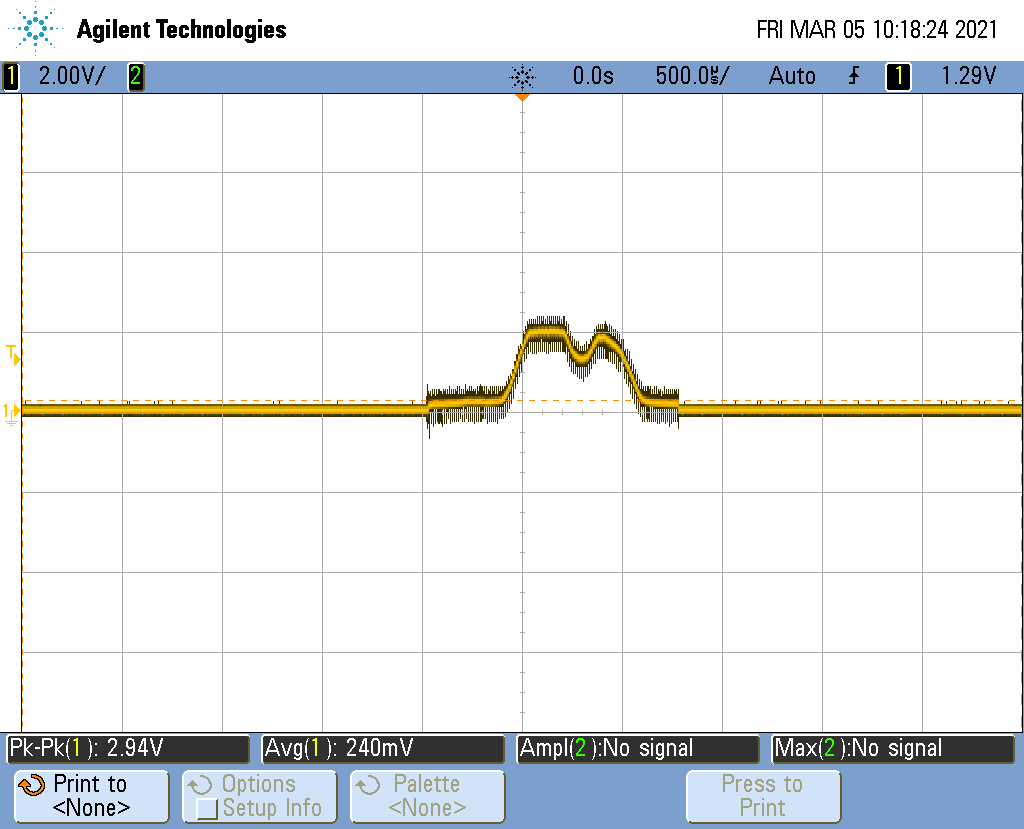 Agilent Technologies FRI MAR 05 10:18:24 2021
1 2.00V/ 2 0.0s 500.0µs/ Auto 1 1.29V
T
1
Pk-Pk(1): 2.94V Avg(1): 240mV Ampl(2):No signal Max(2):No signal
Print to Options Palette Press to
<None> Setup Info <None> Print